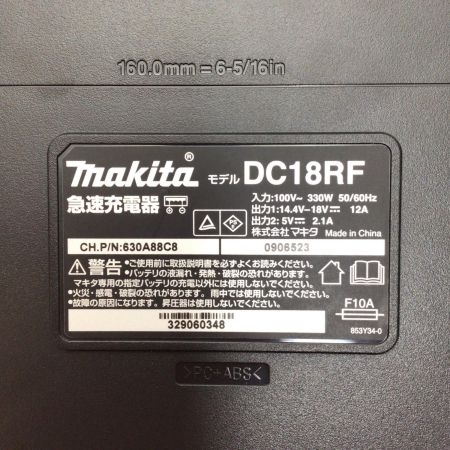 160.0mm = 6-5/16in
makita® モデル DC18RF
急速充電器
入力:100V~ 330W 50/60Hz
出力1:14.4V-18V⎓ 12A
出力2:5V⎓ 2.1A
株式会社マキタ Made in China
CH.P/N:630A88C8
0906523
⚠警告 •ご使用前に取扱説明書を必ずよくお読みください。
•バッテリの液漏れ・発熱・破裂の恐れがあります。
マキタ専用の指定バッテリの充電以外には使用しないでください。
•火災・感電・破裂の恐れがあります。 雨中では使用しないでください。
•故障の原因になります。昇圧器は使用しないでください。
F10A
329060348
853Y34-0
>PC+ABS<